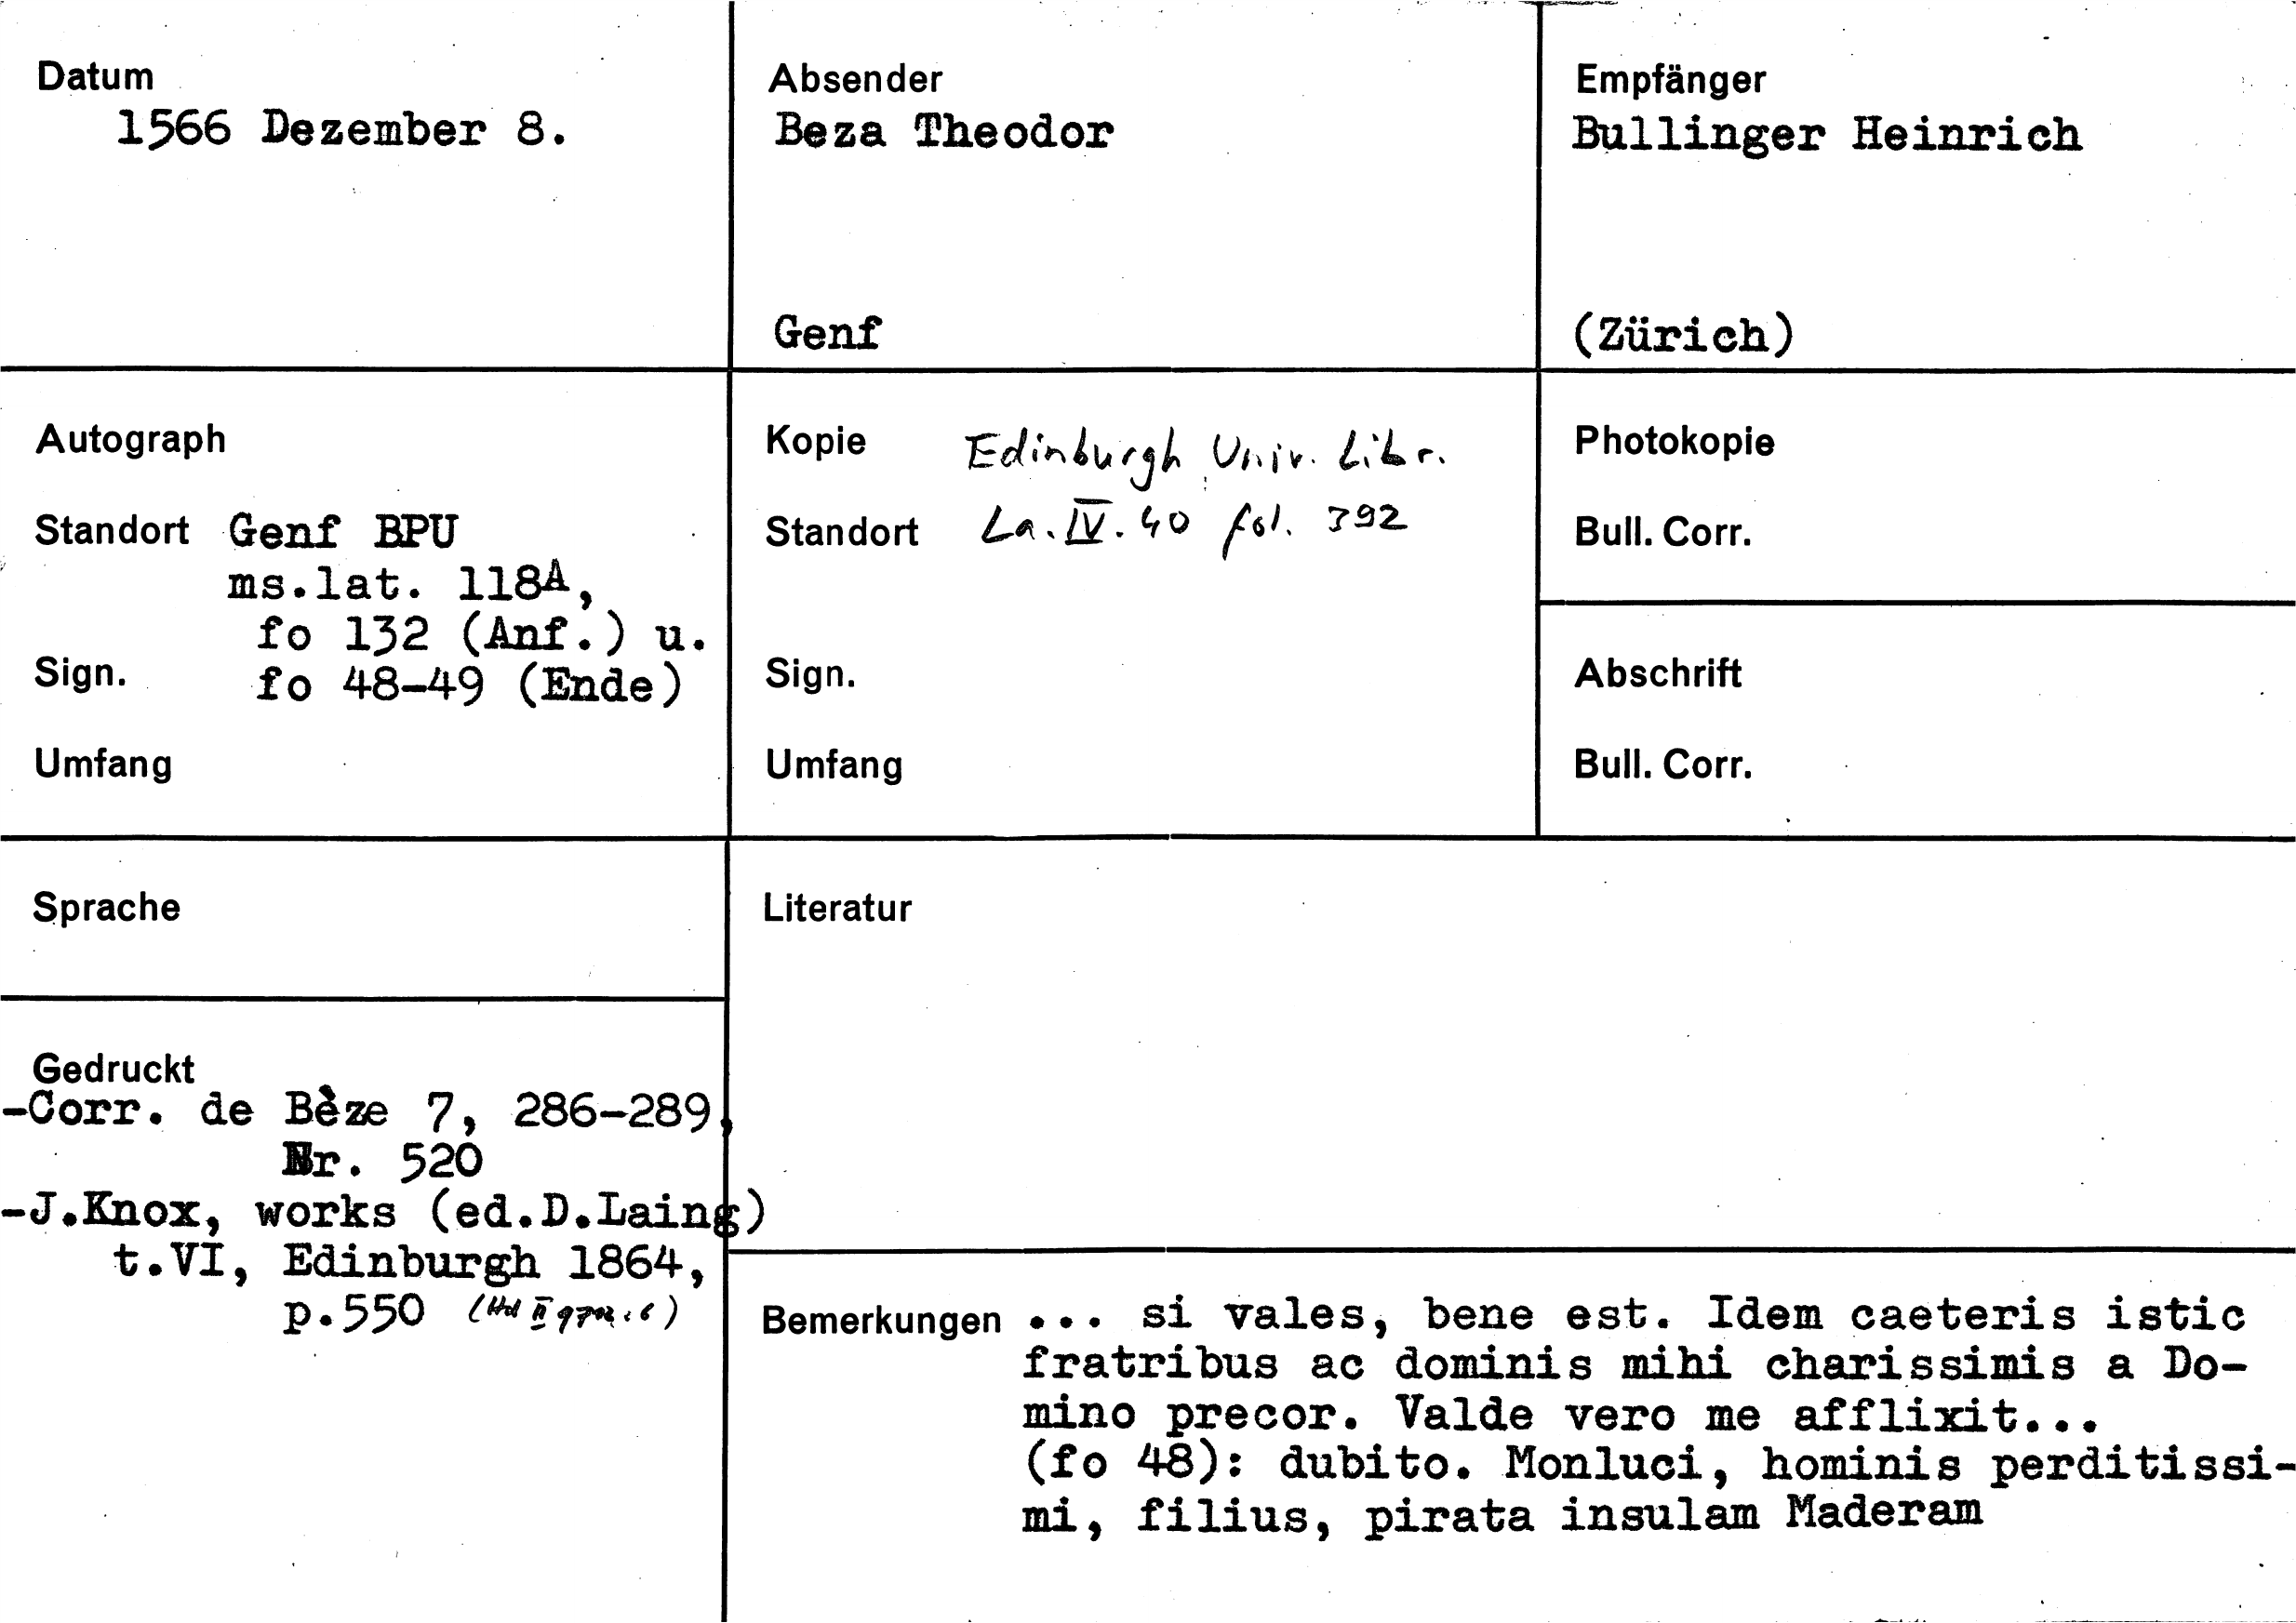 Datum
1566 Dezember 8.
Absender
Beza Theodor
Genf
Empfänger
Bullinger Heinrich
(Zürich)
Autograph
Standort Genf BPU
ms.lat. 118A,
fo 132 (Anf.) u.
Sign. fo 48-49 (Ende)
Umfang
Kopie Edinburgh Univ. Libr.
Standort La. IV. 40 fol. 392
Sign.
Umfang
Photokopie
Bull. Corr.
Abschrift
Bull. Corr.
Sprache
Literatur
Gedruckt
-Corr. de Bèze 7, 286-289,
Nr. 520
-J.Knox, works (ed.D.Laing)
t.VI, Edinburgh 1864,
p.550
Bemerkungen ... si vales, bene est. Idem caeteris istic
fratribus ac dominis mihi charissimis a Do-
mino precor. Valde vero me afflixit...
(fo 48): dubito. Monluci, hominis perditissi-
mi, filius, pirata insulam Maderam